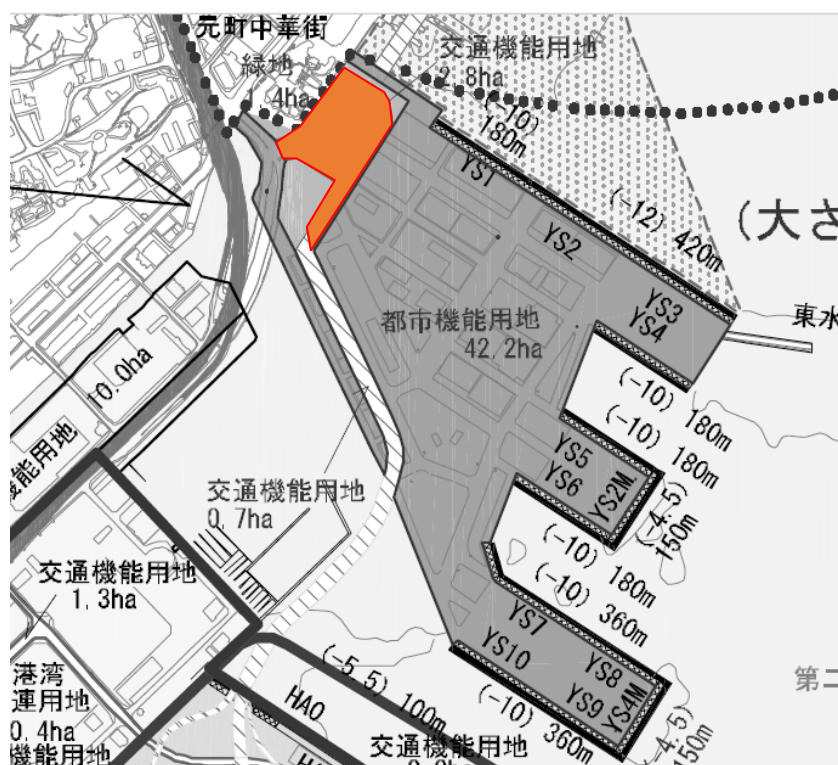 元町中華街
交通機能用地
2.8ha
緑地
1.4ha
(-10)
180m
YS1
(-12) 420m
YS2
(大さ
YS3
YS4
東水
都市機能用地
42.2ha
10.0ha
機能用地
(-10) 180m
(-10) 180m
YS5
YS6
YS2M
(-4.5)
150m
交通機能用地
0.7ha
(-10) 180m
(-10) 360m
交通機能用地
1.3ha
YS7
YS10
YS8
YS9
YS4M
第二
港湾
連用地
0.4ha
機能用地
HAO
(-5.5) 100m
(-10) 360m
(-4.5)
150m
交通機能用地